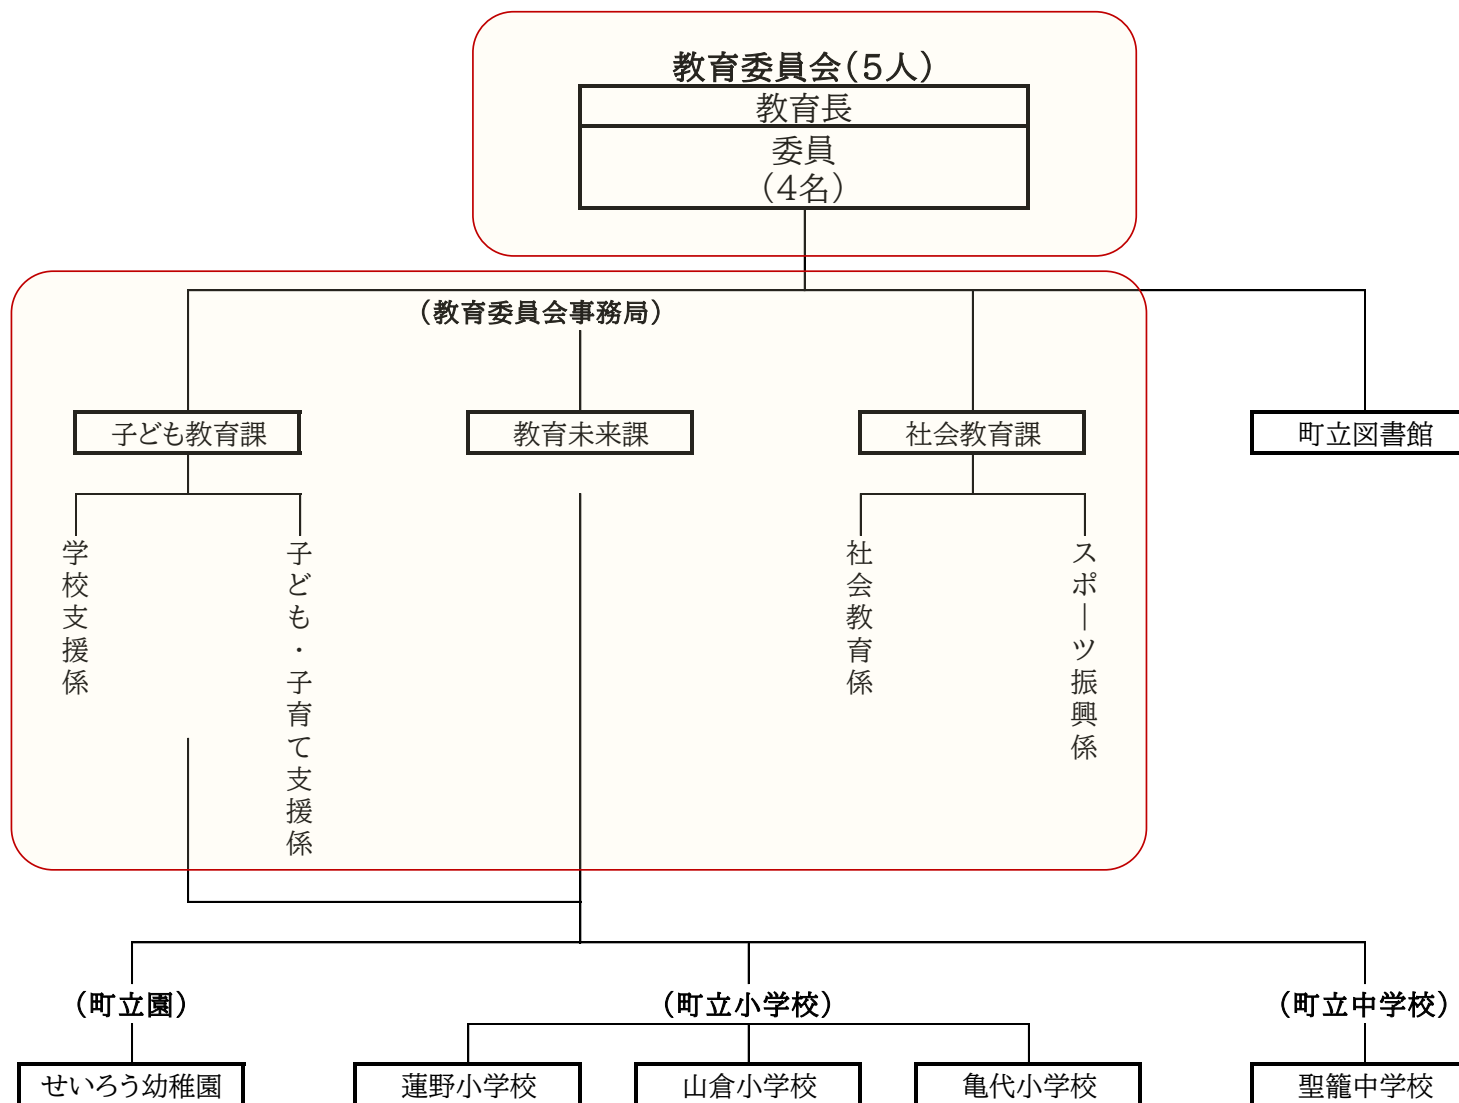 教育委員会(5人)
教育長
委員
(4名)
(教育委員会事務局)
子ども教育課
教育未来課
社会教育課
町立図書館
学校支援係
子ども・子育て支援係
社会教育係
スポーツ振興係
(町立園)
(町立小学校)
(町立中学校)
せいろう幼稚園
蓮野小学校
山倉小学校
亀代小学校
聖籠中学校